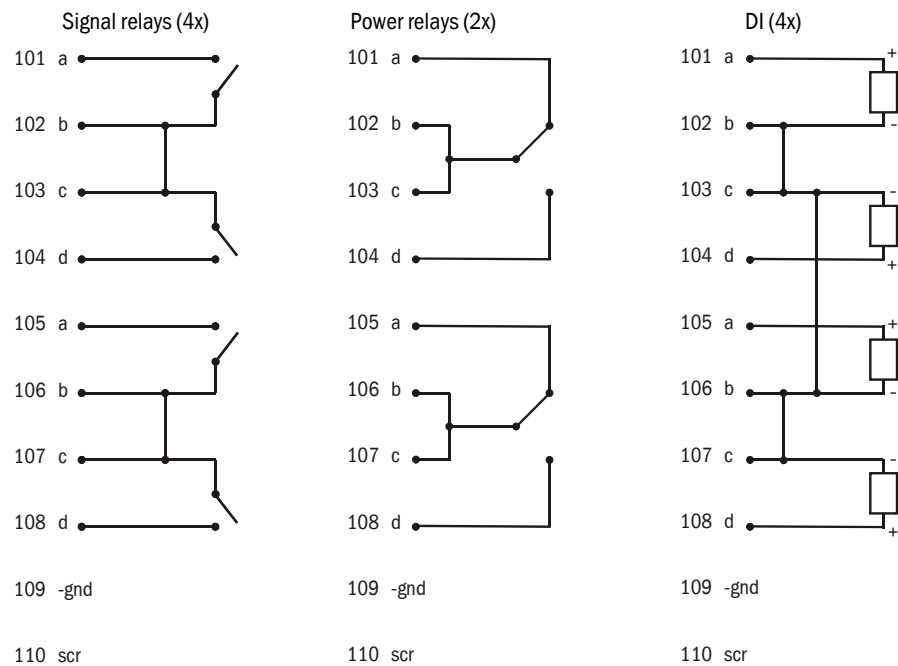 Signal relays (4x) Power relays (2x) DI (4x)
101 a 101 a 101 a +
102 b 102 b 102 b -
103 c 103 c 103 c -
104 d 104 d 104 d +
105 a 105 a 105 a +
106 b 106 b 106 b -
107 c 107 c 107 c -
108 d 108 d 108 d +
109 -gnd 109 -gnd 109 -gnd
110 scr 110 scr 110 scr